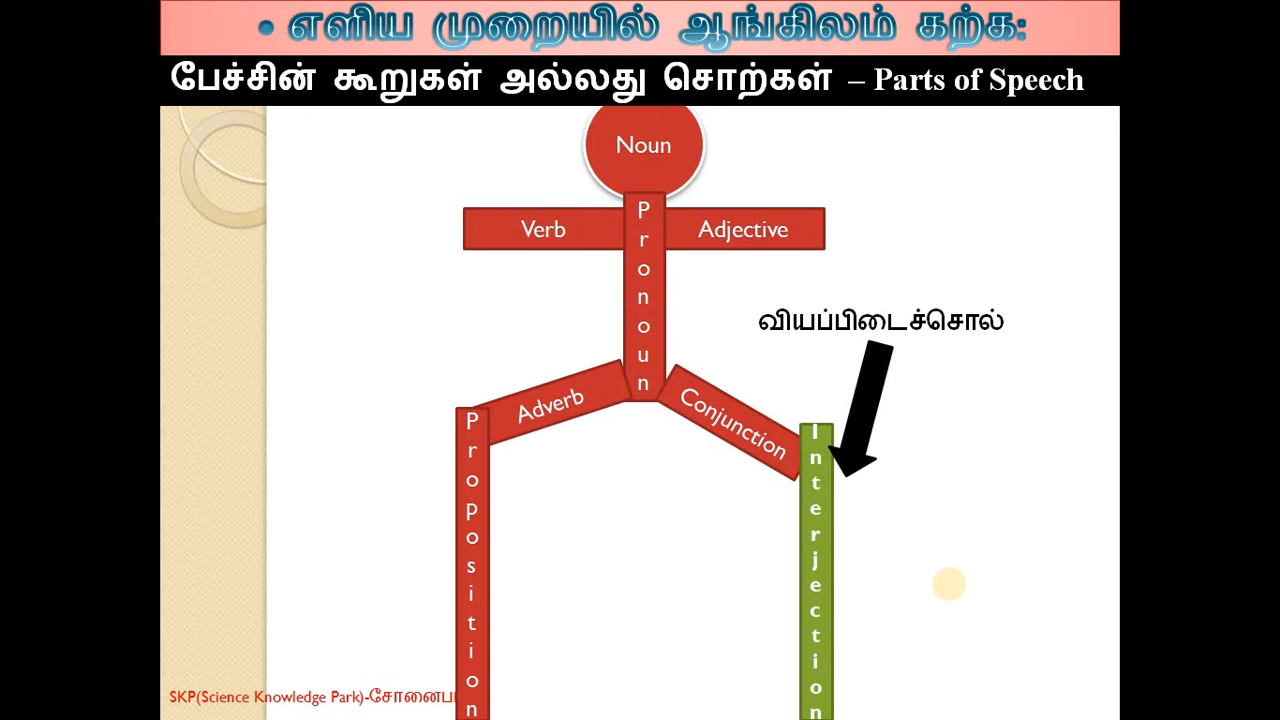 • எளிய முறையில் ஆங்கிலம் கற்க:
பேச்சின் கூறுகள் அல்லது சொற்கள் – Parts of Speech
Noun
Verb
Pronoun
Adjective
வியப்பிடைச்சொல்
Adverb
Conjunction
Proposition
Interjection
SKP(Science Knowledge Park)-சோனைபா